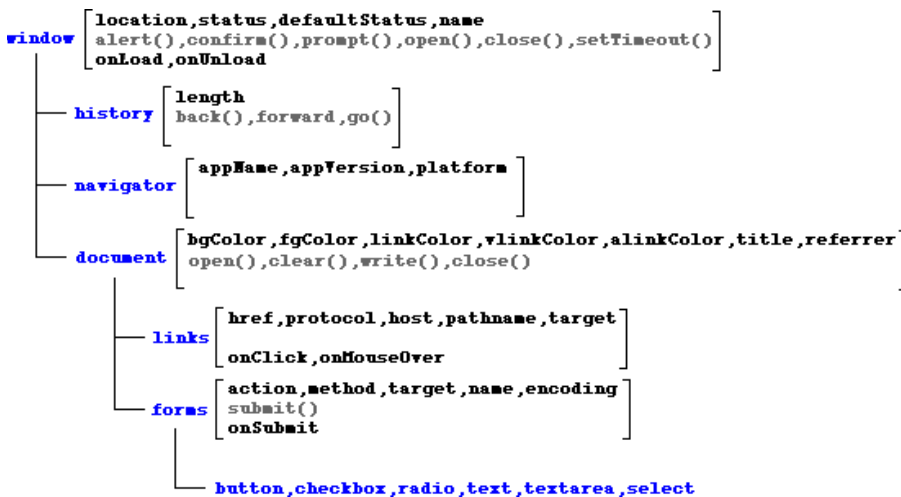 location,status,defaultStatus,name
window
alert(),confirm(),prompt(),open(),close(),setTimeout()
onLoad,onUnload
length
history
back(),forward,go()
appName,appVersion,platform
navigator
bgColor,fgColor,linkColor,vlinkColor,alinkColor,title,referrer
document
open(),clear(),write(),close()
href,protocol,host,pathname,target
links
onClick,onMouseOver
action,method,target,name,encoding
forms
submit()
onSubmit
button,checkbox,radio,text,textarea,select